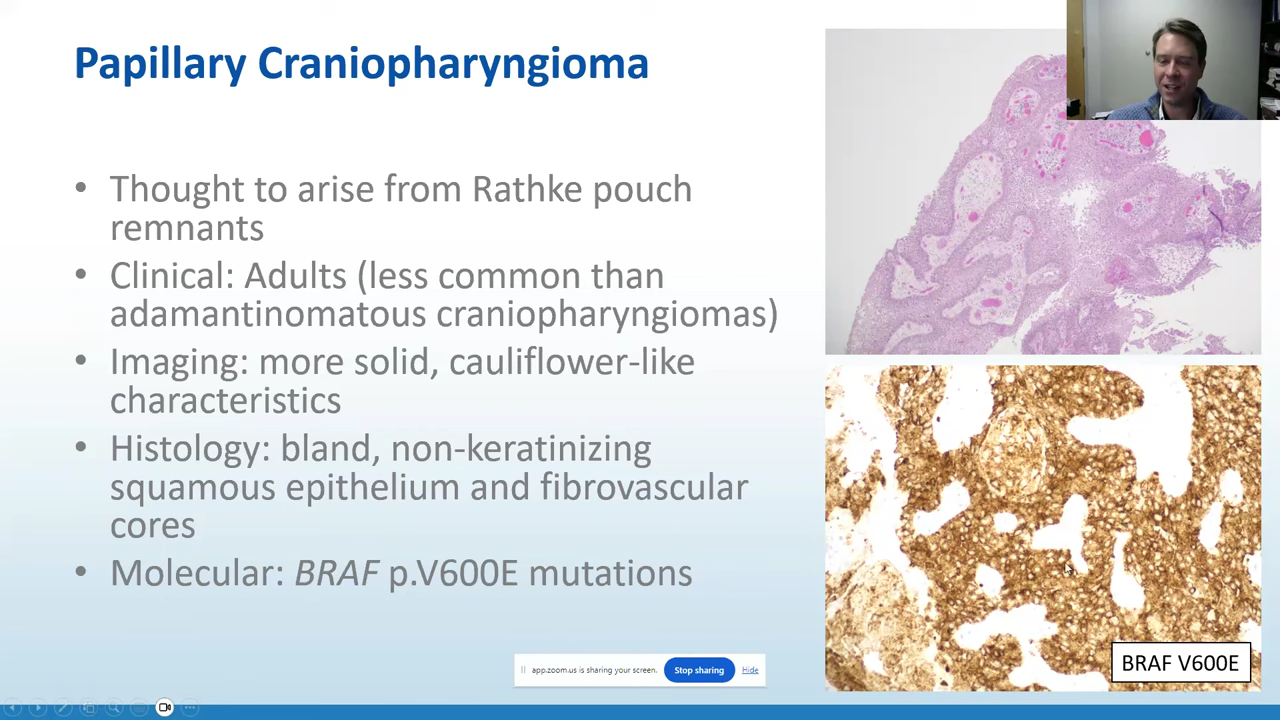 Papillary Craniopharyngioma
• Thought to arise from Rathke pouch
remnants
• Clinical: Adults (less common than
adamantinomatous craniopharyngiomas)
• Imaging: more solid, cauliflower-like
characteristics
• Histology: bland, non-keratinizing
squamous epithelium and fibrovascular
cores
• Molecular: BRAF p.V600E mutations
BRAF V600E
app.zoom.us is sharing your screen. Stop sharing Hide